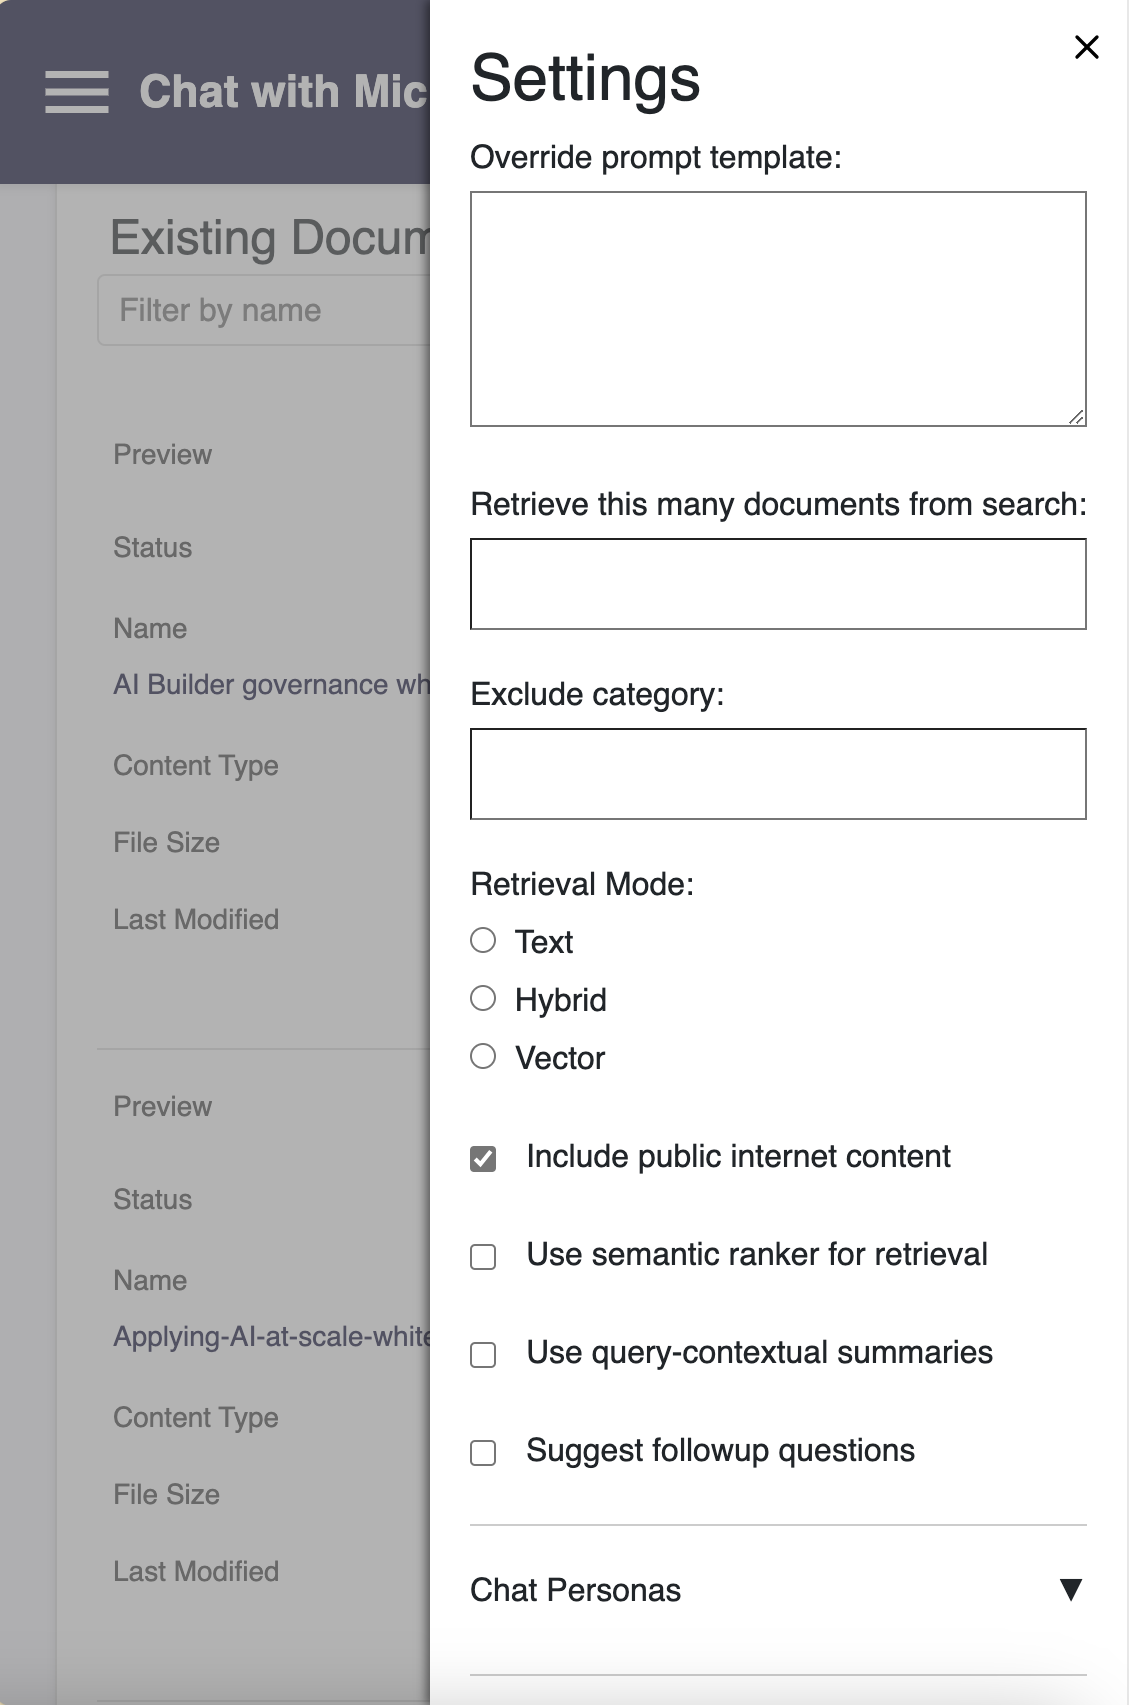 Chat with Mic
Existing Docum
Filter by name
Preview
Status
Name
AI Builder governance wh
Content Type
File Size
Last Modified
Preview
Status
Name
Applying-AI-at-scale-white
Content Type
File Size
Last Modified
Settings
Override prompt template:
Retrieve this many documents from search:
Exclude category:
Retrieval Mode:
Text
Hybrid
Vector
Include public internet content
Use semantic ranker for retrieval
Use query-contextual summaries
Suggest followup questions
Chat Personas